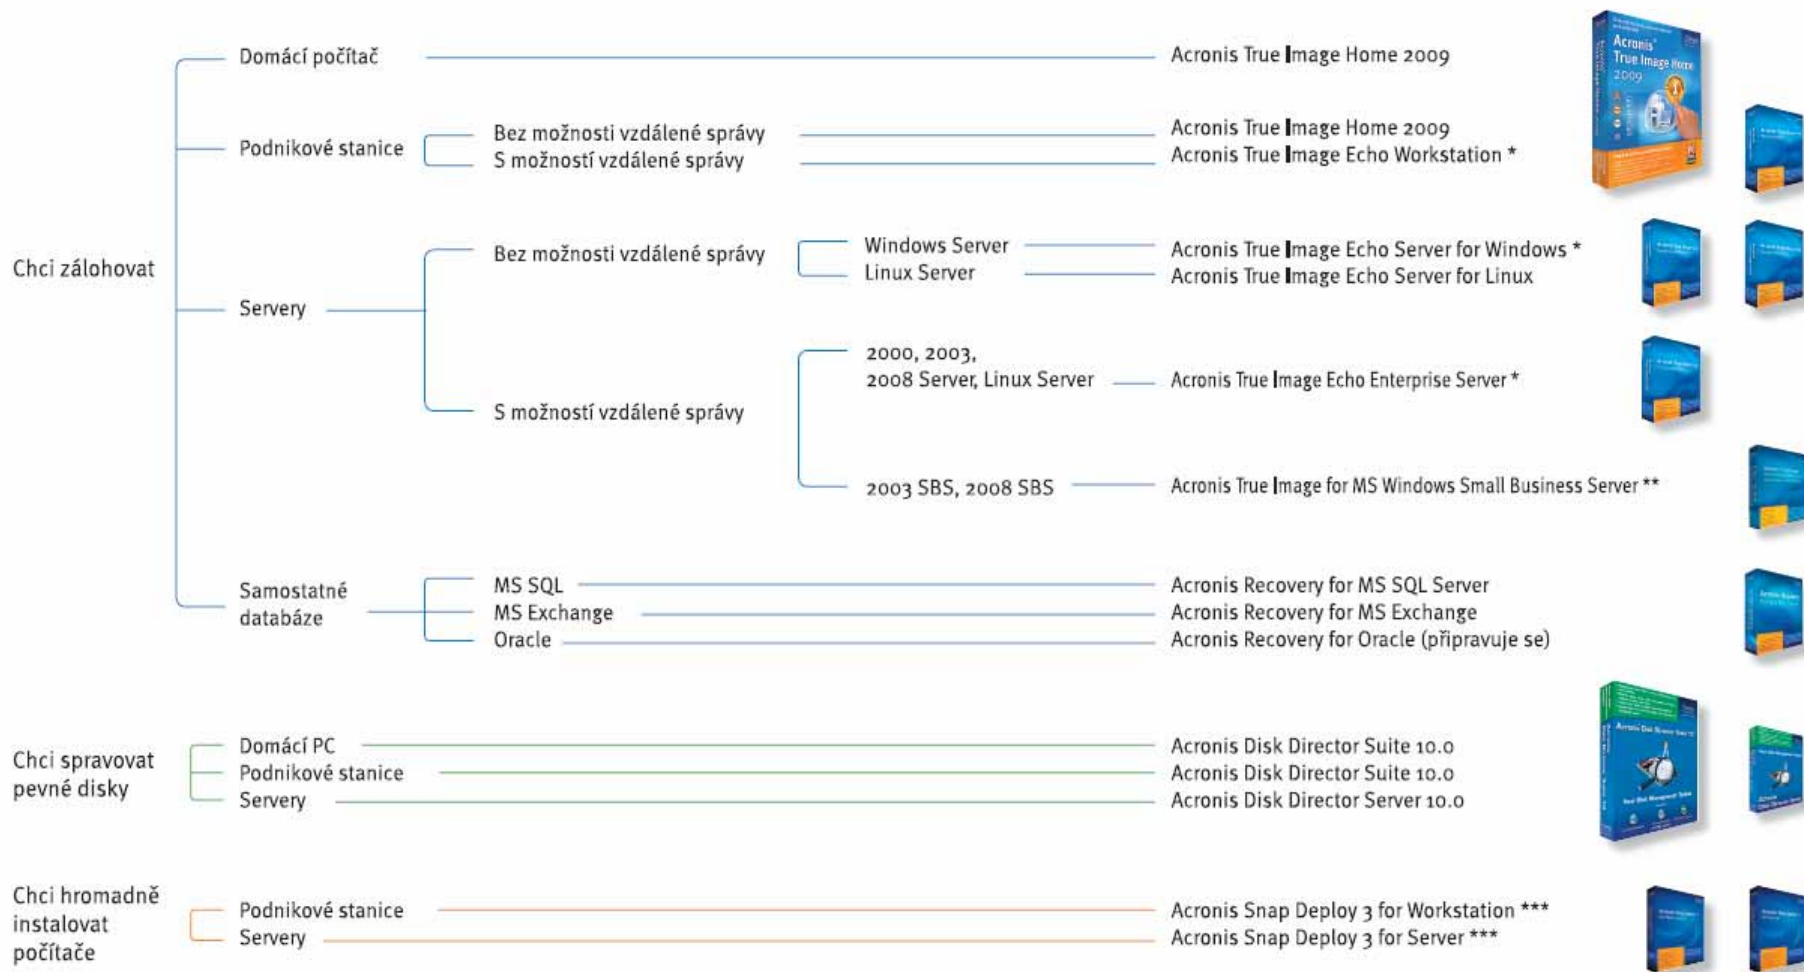 Domácí počítač Acronis True Image Home 2009
Podnikové stanice
Bez možnosti vzdálené správy Acronis True Image Home 2009
S možností vzdálené správy Acronis True Image Echo Workstation *
Chci zálohovat
Servery
Bez možnosti vzdálené správy
Windows Server Acronis True Image Echo Server for Windows *
Linux Server Acronis True Image Echo Server for Linux
S možností vzdálené správy
2000, 2003,
2008 Server, Linux Server Acronis True Image Echo Enterprise Server *
2003 SBS, 2008 SBS Acronis True Image for MS Windows Small Business Server **
Samostatné
databáze
MS SQL Acronis Recovery for MS SQL Server
MS Exchange Acronis Recovery for MS Exchange
Oracle Acronis Recovery for Oracle (připravuje se)
Chci spravovat
pevné disky
Domácí PC Acronis Disk Director Suite 10.0
Podnikové stanice Acronis Disk Director Suite 10.0
Servery Acronis Disk Director Server 10.0
Chci hromadně
instalovat
počítače
Podnikové stanice Acronis Snap Deploy 3 for Workstation ***
Servery Acronis Snap Deploy 3 for Server ***
Acronis
True Image Home
2009
Acronis Disk Director Suite 10